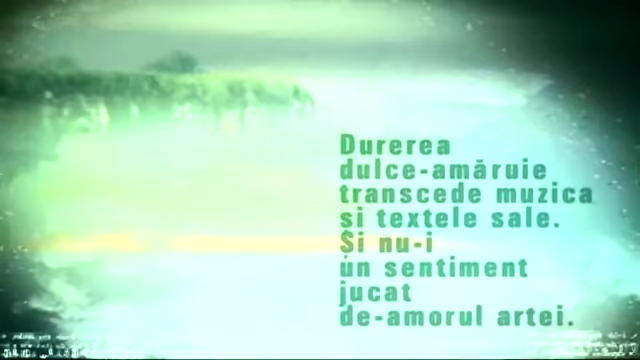 Durerea
dulce-amăruie
transcede muzica
și textele sale.
Și nu-i
un sentiment
jucat
de-amorul artei.